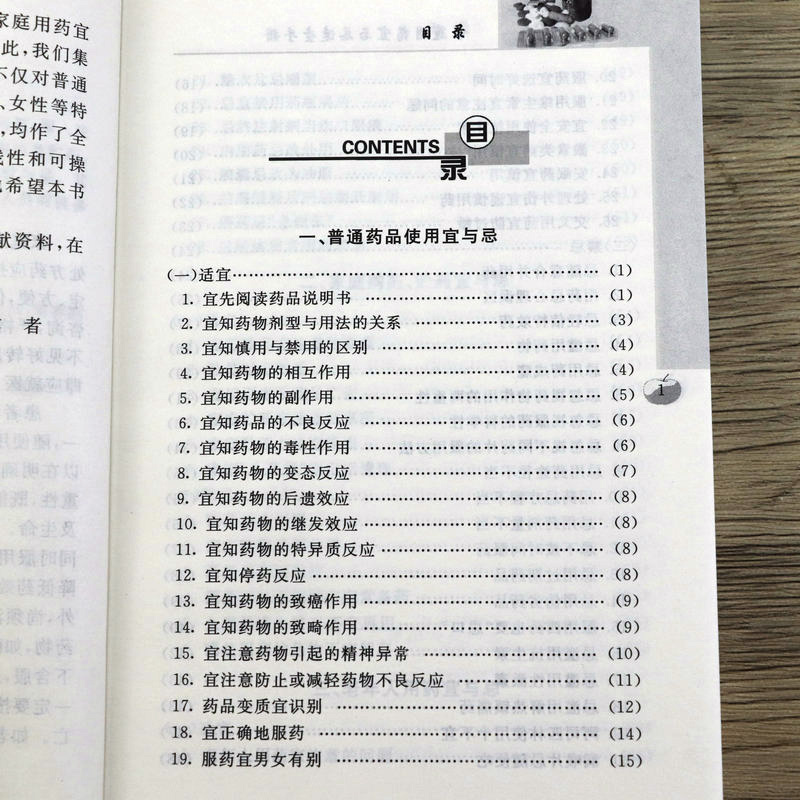 家庭用药宜
此,我们集
不仅对普通
、女性等特
,均作了全
性和可操
希望本书
献资料,在
者
目录
CONTENTS
目
录
一、普通药品使用宜与忌
(一)适宜……(1)
1. 宜先阅读药品说明书……(1)
2. 宜知药物剂型与用法的关系……(3)
3. 宜知慎用与禁用的区别……(4)
4. 宜知药物的相互作用……(4)
5. 宜知药物的副作用……(5)
6. 宜知药品的不良反应……(6)
7. 宜知药物的毒性作用……(6)
8. 宜知药物的变态反应……(7)
9. 宜知药物的后遗效应……(8)
10. 宜知药物的继发效应……(8)
11. 宜知药物的特异质反应……(8)
12. 宜知停药反应……(8)
13. 宜知药物的致癌作用……(9)
14. 宜知药物的致畸作用……(9)
15. 宜注意药物引起的精神异常……(10)
16. 宜注意防止或减轻药物不良反应……(11)
17. 药品变质宜识别……(12)
18. 宜正确地服药……(14)
19. 服药宜男女有别……(15)
1